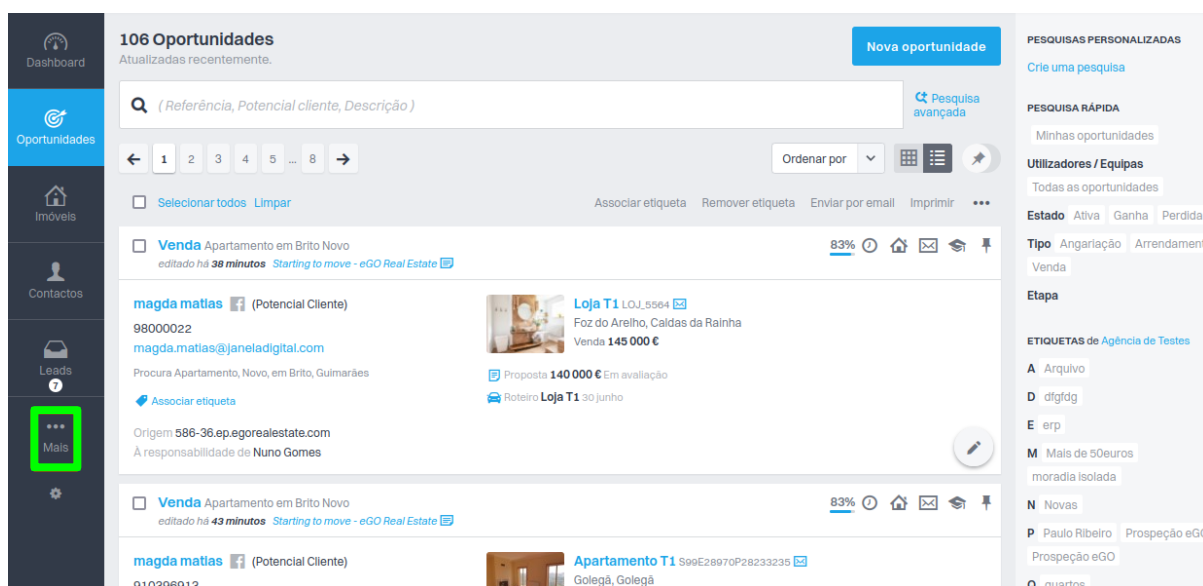 Dashboard
Oportunidades
Imóveis
Contactos
Leads
7
Mais
106 Oportunidades
Atualizadas recentemente.
Nova oportunidade
( Referência, Potencial cliente, Descrição )
Pesquisa
avançada
1 2 3 4 5 ... 8
Ordenar por
Selecionar todos Limpar
Associar etiqueta Remover etiqueta Enviar por email Imprimir
Venda Apartamento em Brito Novo
83%
editado há 38 minutos Starting to move - eGO Real Estate
magda matias (Potencial Cliente)
98000022
magda.matias@janeladigital.com
Procura Apartamento, Novo, em Brito, Guimarães
Associar etiqueta
Origem 586-36.ep.egorealestate.com
À responsabilidade de Nuno Gomes
Loja T1 LOJ_5564
Foz do Arelho, Caldas da Rainha
Venda 145 000 €
Proposta 140 000 € Em avaliação
Roteiro Loja T1 30 junho
Venda Apartamento em Brito Novo
83%
editado há 43 minutos Starting to move - eGO Real Estate
magda matias (Potencial Cliente)
910396913
Apartamento T1 S99E28970P28233235
Golegã, Golegã
PESQUISAS PERSONALIZADAS
Crie uma pesquisa
PESQUISA RÁPIDA
Minhas oportunidades
Utilizadores / Equipas
Todas as oportunidades
Estado Ativa Ganha Perdida
Tipo Angariação Arrendament
Venda
Etapa
ETIQUETAS de Agência de Testes
A Arquivo
D dfgfdg
E erp
M Mais de 50euros
moradia isolada
N Novas
P Paulo Ribeiro Prospeção eGO
Prospeção eGO
Q quartos